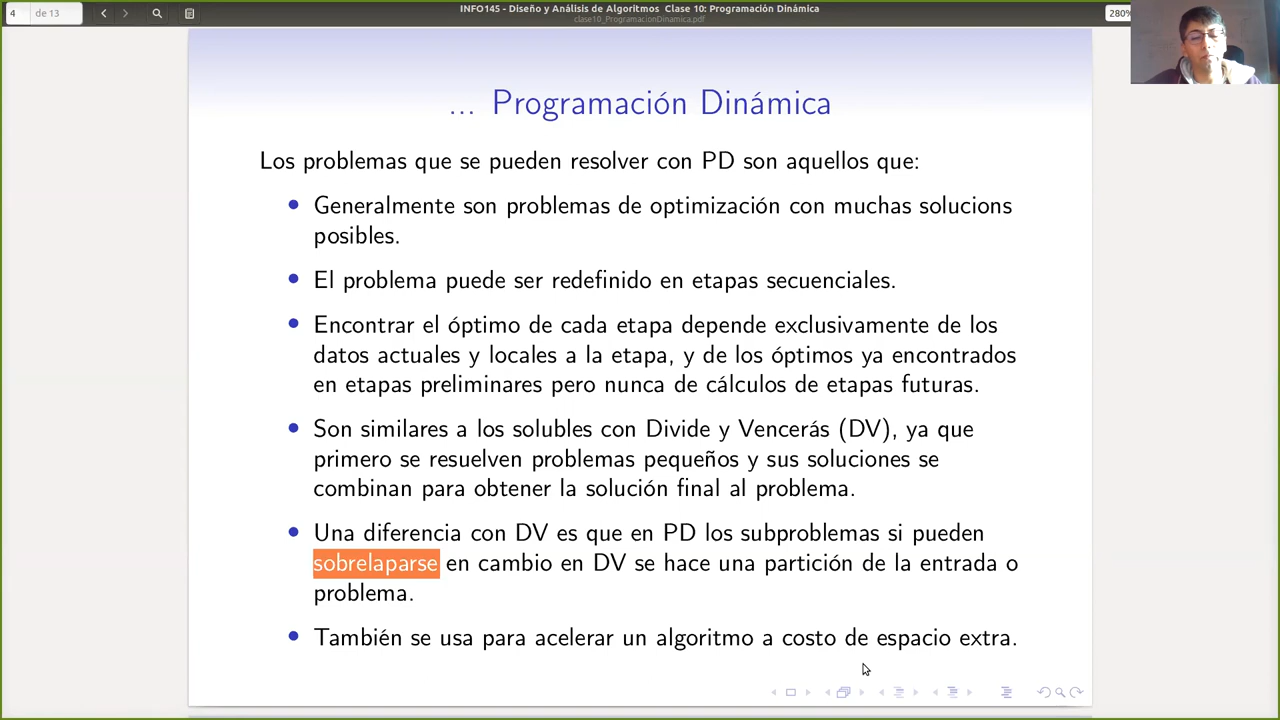 4 de 13
INFO145 - Diseño y Análisis de Algoritmos Clase 10: Programación Dinámica
clase10_ProgramacionDinamica.pdf
280%
... Programación Dinámica
Los problemas que se pueden resolver con PD son aquellos que:
• Generalmente son problemas de optimización con muchas solucions
posibles.
• El problema puede ser redefinido en etapas secuenciales.
• Encontrar el óptimo de cada etapa depende exclusivamente de los
datos actuales y locales a la etapa, y de los óptimos ya encontrados
en etapas preliminares pero nunca de cálculos de etapas futuras.
• Son similares a los solubles con Divide y Vencerás (DV), ya que
primero se resuelven problemas pequeños y sus soluciones se
combinan para obtener la solución final al problema.
• Una diferencia con DV es que en PD los subproblemas si pueden
sobrelaparse en cambio en DV se hace una partición de la entrada o
problema.
• También se usa para acelerar un algoritmo a costo de espacio extra.